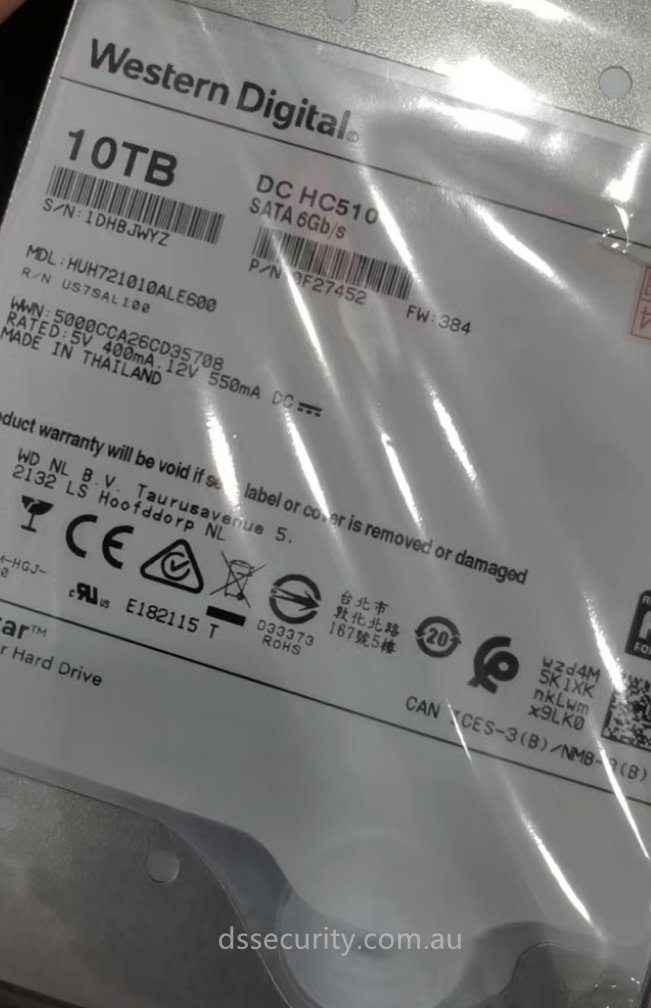 Western Digital®
10TB
DC HC510
SATA 6Gb/s
S/N:1DHBJWYZ
P/N 0F27452
FW:384
MDL:HUH721010ALE600
R/N US7SAL100
WWN:5000CCA26CD35708
RATED:5V 400mA,12V 550mA DC
MADE IN THAILAND
warranty will be void if label or cover is removed or damaged
WD NL B.V. Taurusavenue 5.
2132 LS Hoofddorp NL
CE
E182115 T
D33373
RoHS
台北市
敦化北路
167號5樓
20
wzd4M
5K1XK
nkLwm
x9LK0
Hard Drive
CAN ICES-3(B)/NMB-3(B)
dssecurity.com.au